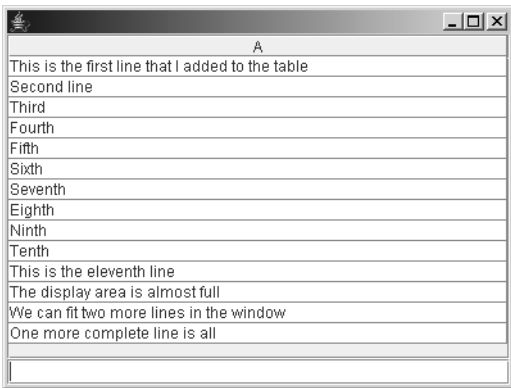 A
This is the first line that I added to the table
Second line
Third
Fourth
Fifth
Sixth
Seventh
Eighth
Ninth
Tenth
This is the eleventh line
The display area is almost full
We can fit two more lines in the window
One more complete line is all